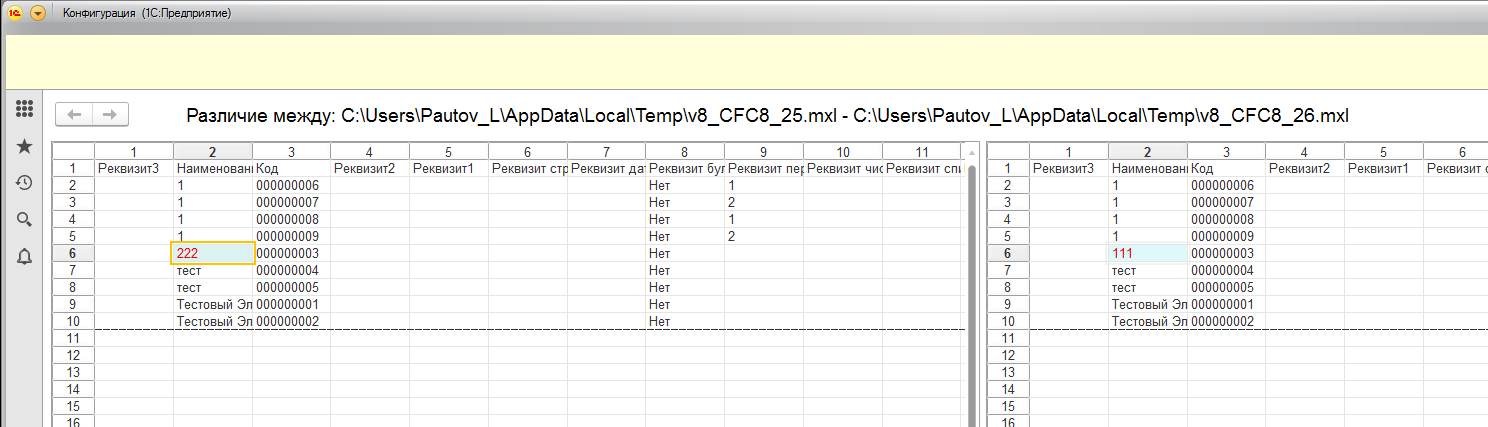 Конфигурация (1С:Предприятие)
Различие между: C:\Users\Pautov_L\AppData\Local\Temp\v8_CFC8_25.mxl - C:\Users\Pautov_L\AppData\Local\Temp\v8_CFC8_26.mxl
1 2 3 4 5 6 7 8 9 10 11 1 2 3 4 5 6
1 Реквизит3 Наименовани Код Реквизит2 Реквизит1 Реквизит стр Реквизит дат Реквизит бул Реквизит пер Реквизит чис Реквизит спи 1 Реквизит3 Наименовани Код Реквизит2 Реквизит1 Реквизит с
2 1 000000006 Нет 1 2 1 000000006
3 1 000000007 Нет 2 3 1 000000007
4 1 000000008 Нет 1 4 1 000000008
5 1 000000009 Нет 2 5 1 000000009
6 222 000000003 Нет 6 111 000000003
7 тест 000000004 Нет 7 тест 000000004
8 тест 000000005 Нет 8 тест 000000005
9 Тестовый Эл 000000001 Нет 9 Тестовый Эл 000000001
10 Тестовый Эл 000000002 Нет 10 Тестовый Эл 000000002
11 11
12 12
13 13
14 14
15 15
16 16